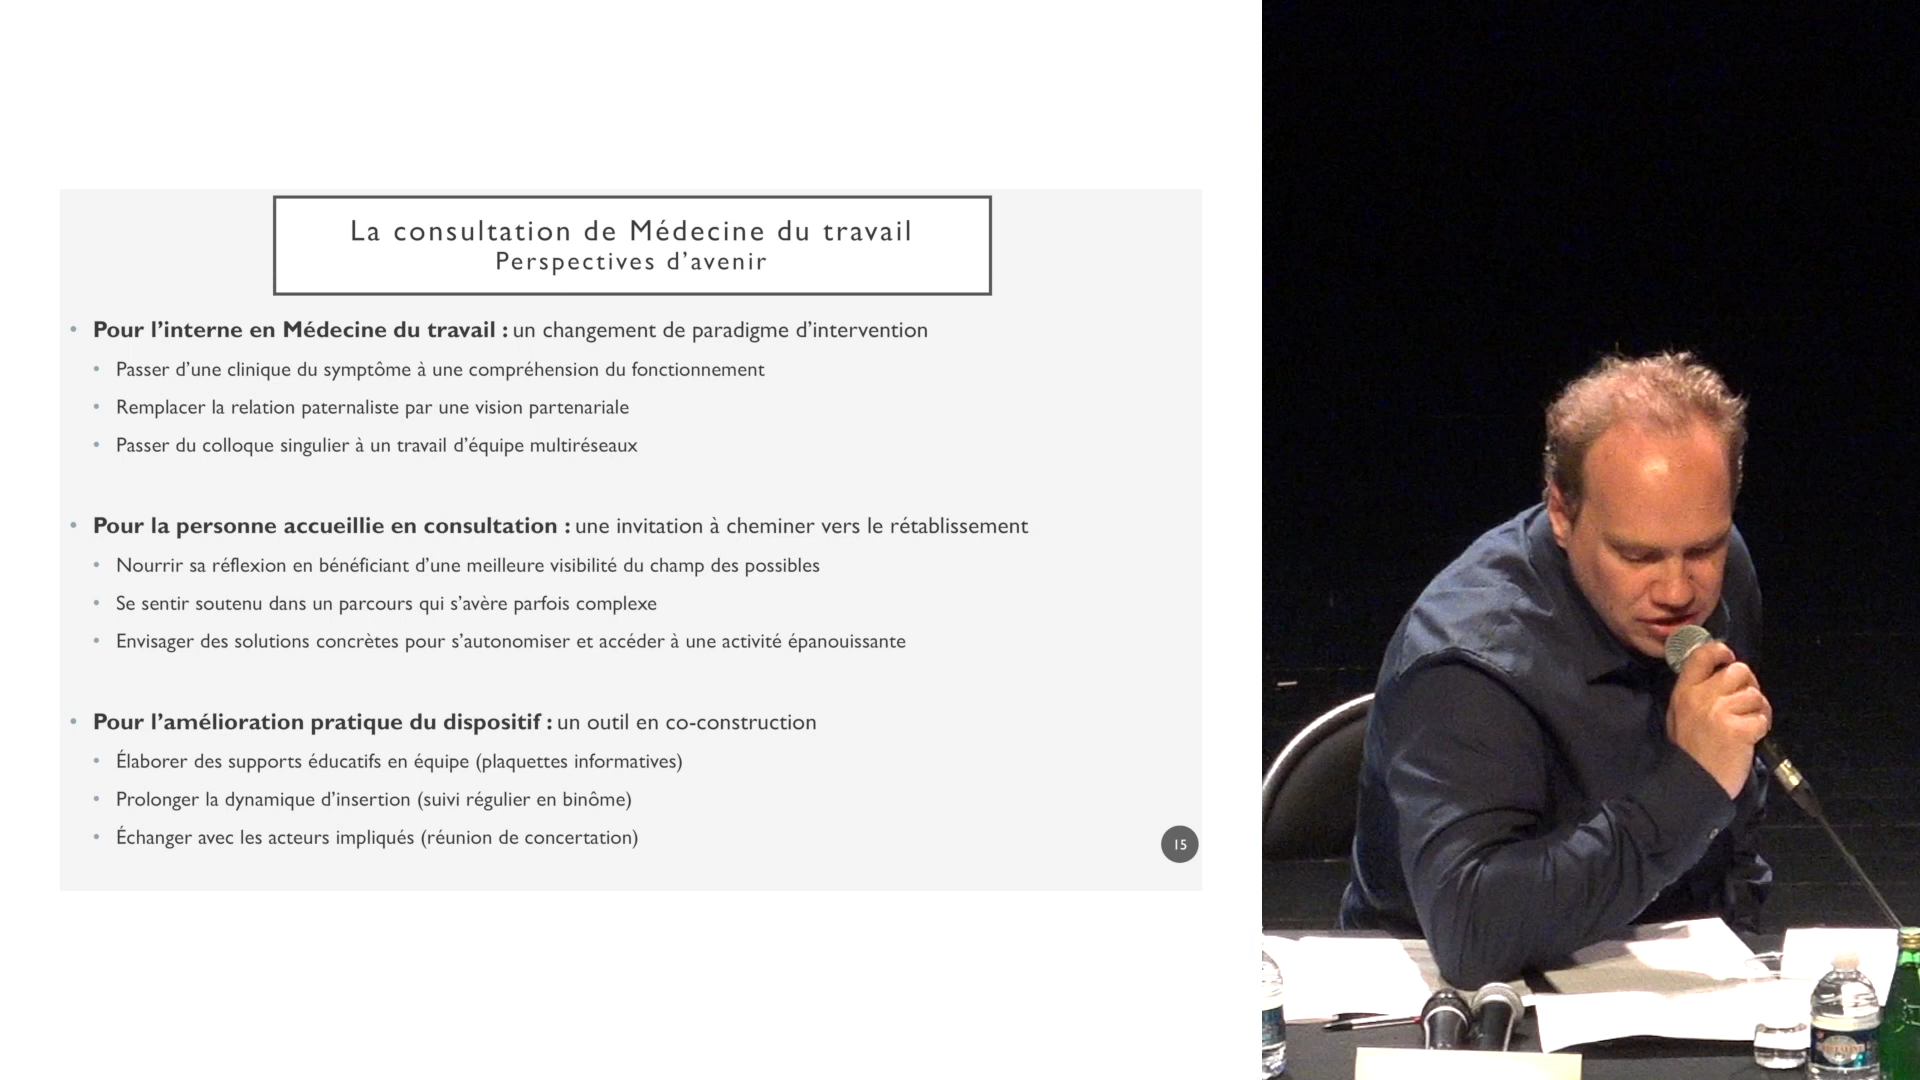 La consultation de Médecine du travail
Perspectives d’avenir
• Pour l’interne en Médecine du travail : un changement de paradigme d’intervention
• Passer d’une clinique du symptôme à une compréhension du fonctionnement
• Remplacer la relation paternaliste par une vision partenariale
• Passer du colloque singulier à un travail d’équipe multiréseaux
• Pour la personne accueillie en consultation : une invitation à cheminer vers le rétablissement
• Nourrir sa réflexion en bénéficiant d’une meilleure visibilité du champ des possibles
• Se sentir soutenu dans un parcours qui s’avère parfois complexe
• Envisager des solutions concrètes pour s’autonomiser et accéder à une activité épanouissante
• Pour l’amélioration pratique du dispositif : un outil en co-construction
• Élaborer des supports éducatifs en équipe (plaquettes informatives)
• Prolonger la dynamique d’insertion (suivi régulier en binôme)
• Échanger avec les acteurs impliqués (réunion de concertation)
15